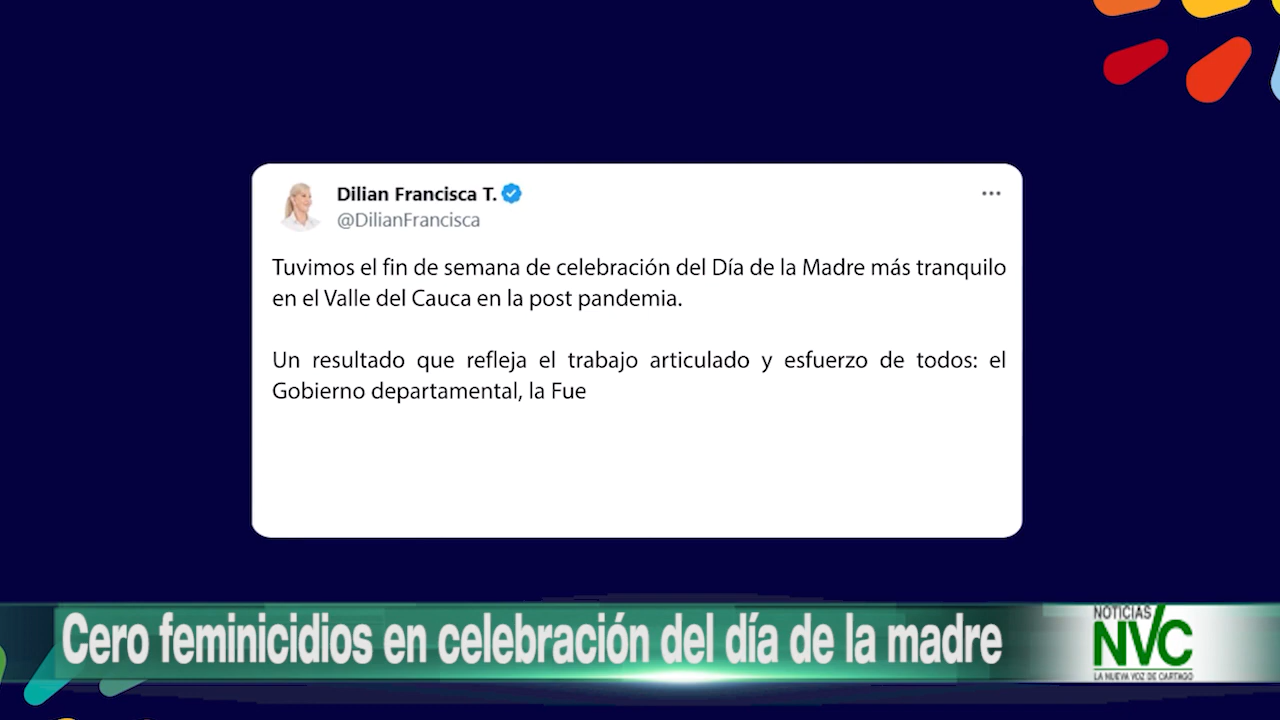 Dilian Francisca T.
@DilianFrancisca
Tuvimos el fin de semana de celebración del Día de la Madre más tranquilo
en el Valle del Cauca en la post pandemia.
Un resultado que refleja el trabajo articulado y esfuerzo de todos: el
Gobierno departamental, la Fue
Cero feminicidios en celebración del día de la madre
NOTICIAS
NVC
LA NUEVA VOZ DE CARTAGO